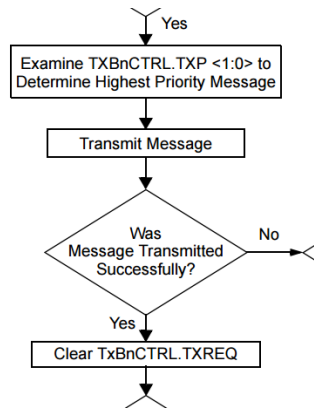 Yes
Examine TXBnCTRL.TXP <1:0> to
Determine Highest Priority Message
Transmit Message
Was
Message Transmitted
Successfully?
No
Yes
Clear TxBnCTRL.TXREQ